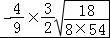 -4/9 × 3/2 √(18/(8×54))